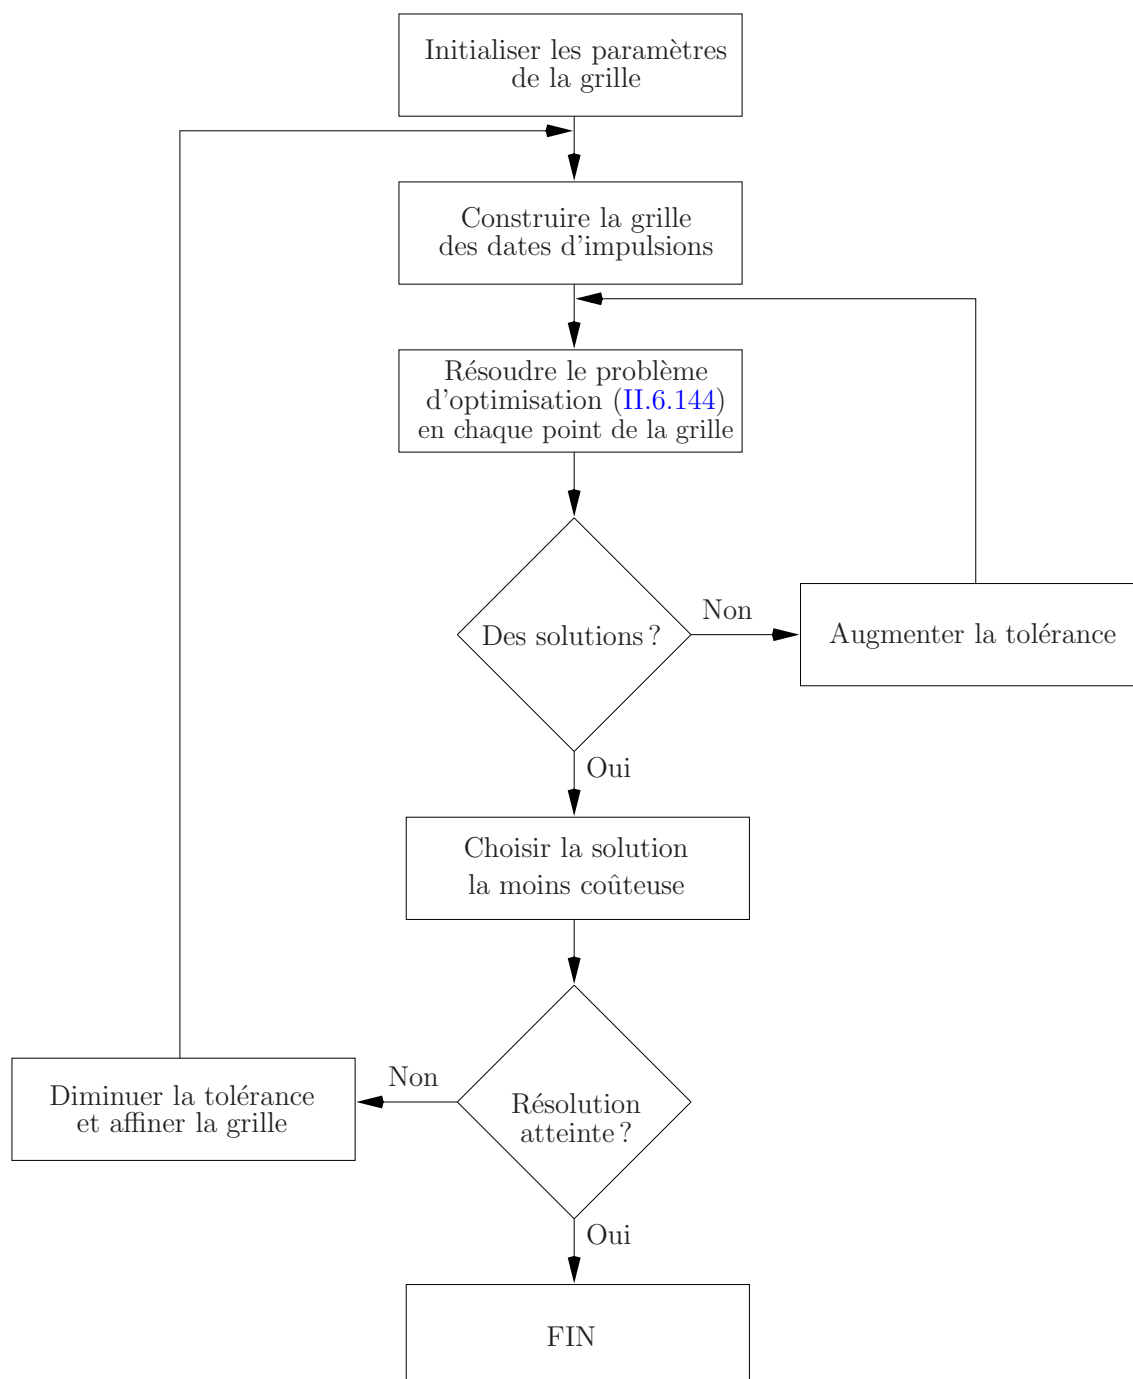 Initialiser les paramètres
de la grille
Construire la grille
des dates d'impulsions
Résoudre le problème
d'optimisation (II.6.144)
en chaque point de la grille
Des solutions ?
Non
Augmenter la tolérance
Oui
Choisir la solution
la moins coûteuse
Résolution
atteinte ?
Non
Diminuer la tolérance
et affiner la grille
Oui
FIN